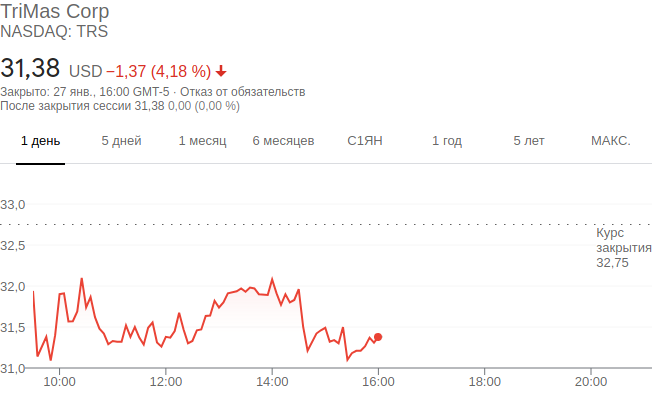 TriMas Corp
NASDAQ: TRS
31,38 USD −1,37 (4,18 %)
Закрыто: 27 янв., 16:00 GMT-5 · Отказ от обязательств
После закрытия сессии 31,38 0,00 (0,00 %)
1 день 5 дней 1 месяц 6 месяцев С1ЯН 1 год 5 лет МАКС.
33,0
Курс
32,5 закрытия
32,75
32,0
31,5
31,0
10:00 12:00 14:00 16:00 18:00 20:00